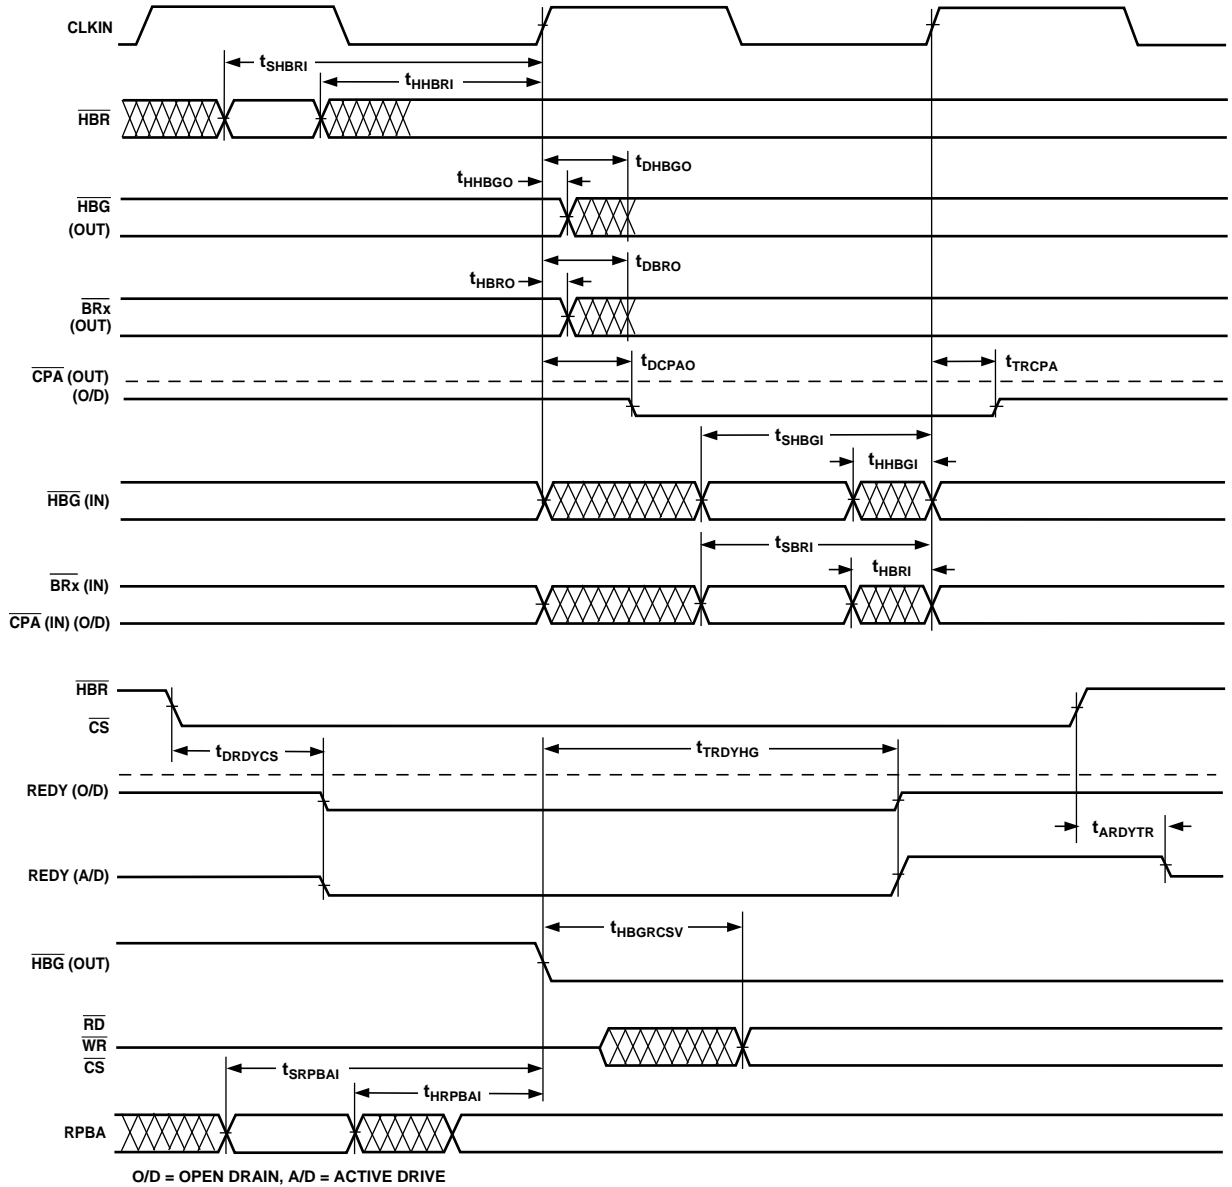 CLKIN
tSHBRI
tHHBRI
HBR
tDHBGO
tHHBGO
HBG
(OUT)
tDBRO
tHBRO
BRx
(OUT)
tDCPAO
tTRCPA
CPA (OUT)
(O/D)
tSHBGI
tHHBGI
HBG (IN)
tSBRI
tHBRI
BRx (IN)
CPA (IN) (O/D)
HBR
CS
tDRDYCS
tTRDYHG
REDY (O/D)
tARDYTR
REDY (A/D)
tHBGRCSV
HBG (OUT)
RD
WR
CS
tSRPBAI
tHRPBAI
RPBA
O/D = OPEN DRAIN, A/D = ACTIVE DRIVE